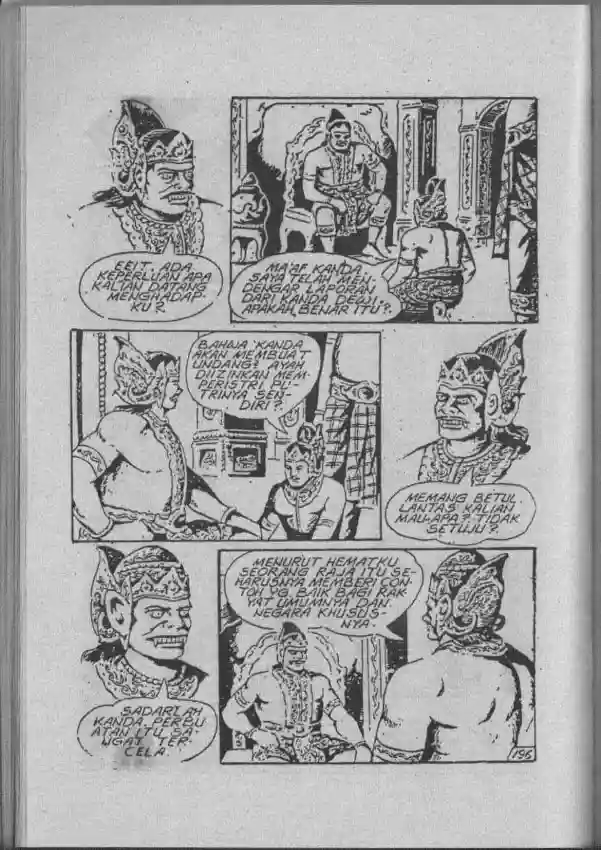 EEIT, ADA
KEPERLUAN APA
KALIAN DATANG
MENGHADAP-
KU?
MA'AF KANDA
SAYA TELAH MEN-
DENGAR LAPORAN
DARI KANDA DEWI.
APAKAH BENAR ITU?.
BAHWA KANDA
AKAN MEMBUAT
UNDANG2 AYAH
DIIZINKAN MEM-
PERISTRI PU-
TRINYA SEN-
DIRI?
MEMANG BETUL.
LANTAS KALIAN
MAU APA? TIDAK
SETUJU?
MENURUT HEMATKU
SEORANG RAJA ITU SE-
HARUSNYA MEMBERI CON-
TOH YG BAIK BAGI RAK
YAT UMUMNYA DAN
NEGARA KHUSUS-
NYA.
SADARLAH
KANDA. PERBU
ATAN ITU SA-
NGAT TER-
CELA.
196